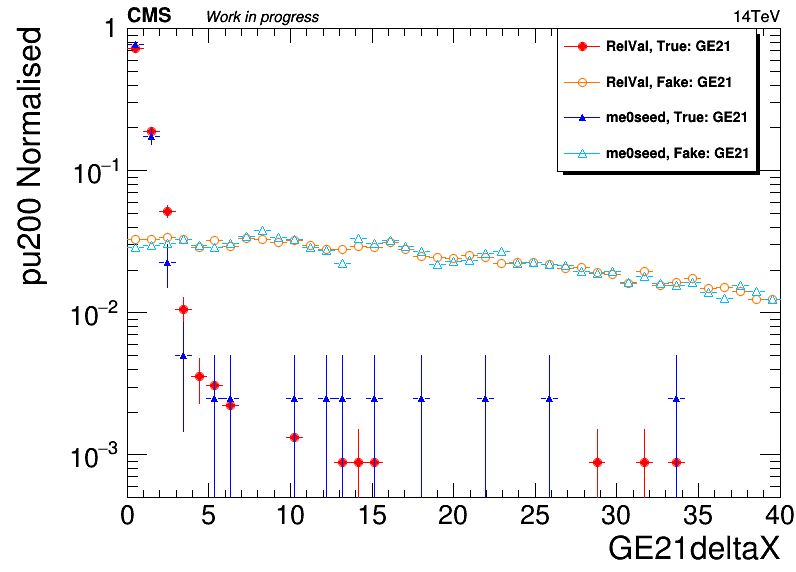 CMS Work in progress 14TeV
pu200 Normalised
1
10⁻¹
10⁻²
10⁻³
RelVal, True: GE21
RelVal, Fake: GE21
me0seed, True: GE21
me0seed, Fake: GE21
0 5 10 15 20 25 30 35 40
GE21deltaX